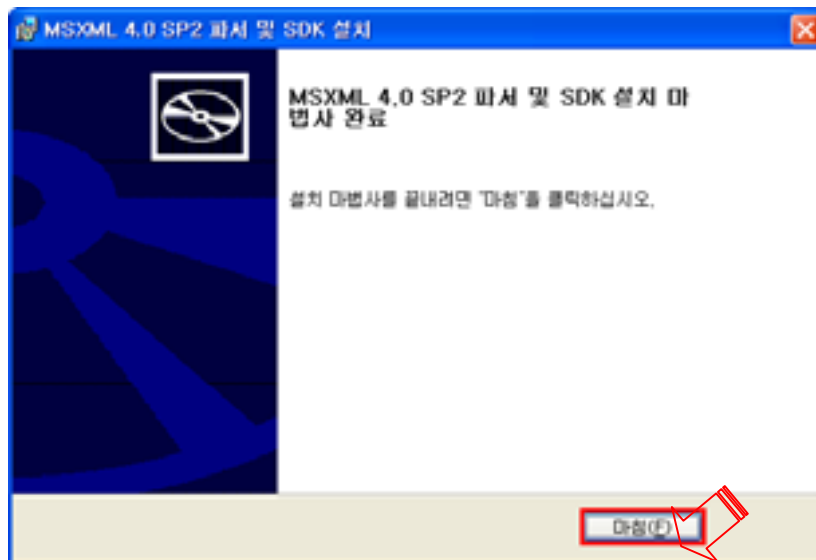 MSXML 4.0 SP2 파서 및 SDK 설치
MSXML 4.0 SP2 파서 및 SDK 설치 마
법사 완료
설치 마법사를 끝내려면 "마침"을 클릭하십시오.
마침(F)